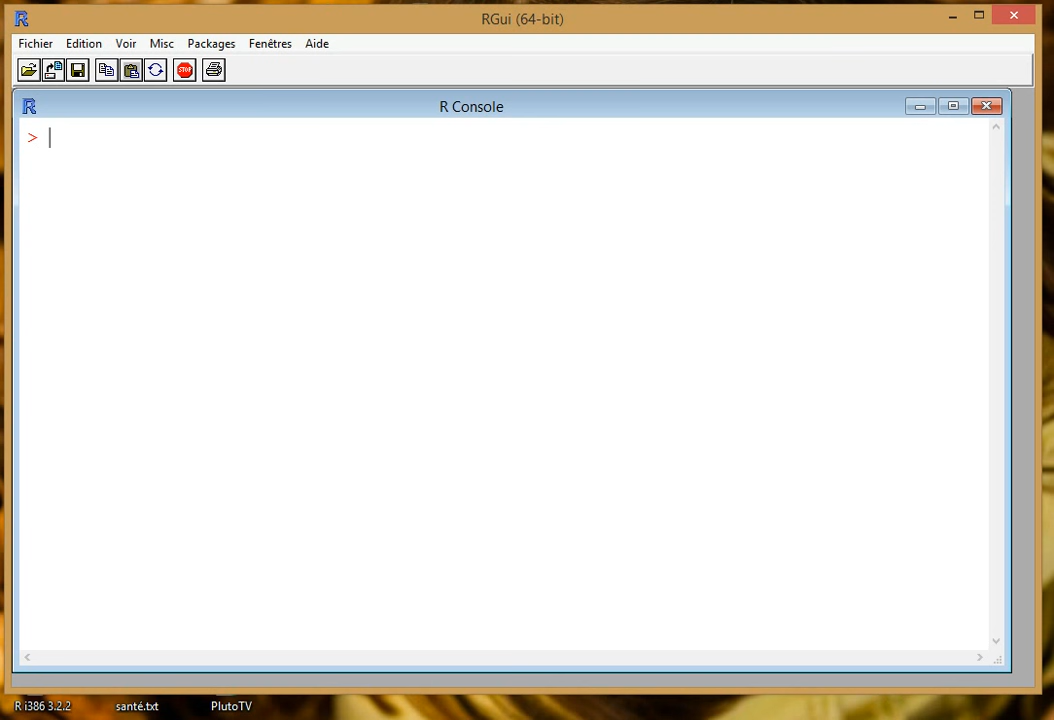 RGui (64-bit)
Fichier Edition Voir Misc Packages Fenêtres Aide
STOP
R Console
>
R i386 3.2.2 santé.txt PlutoTV